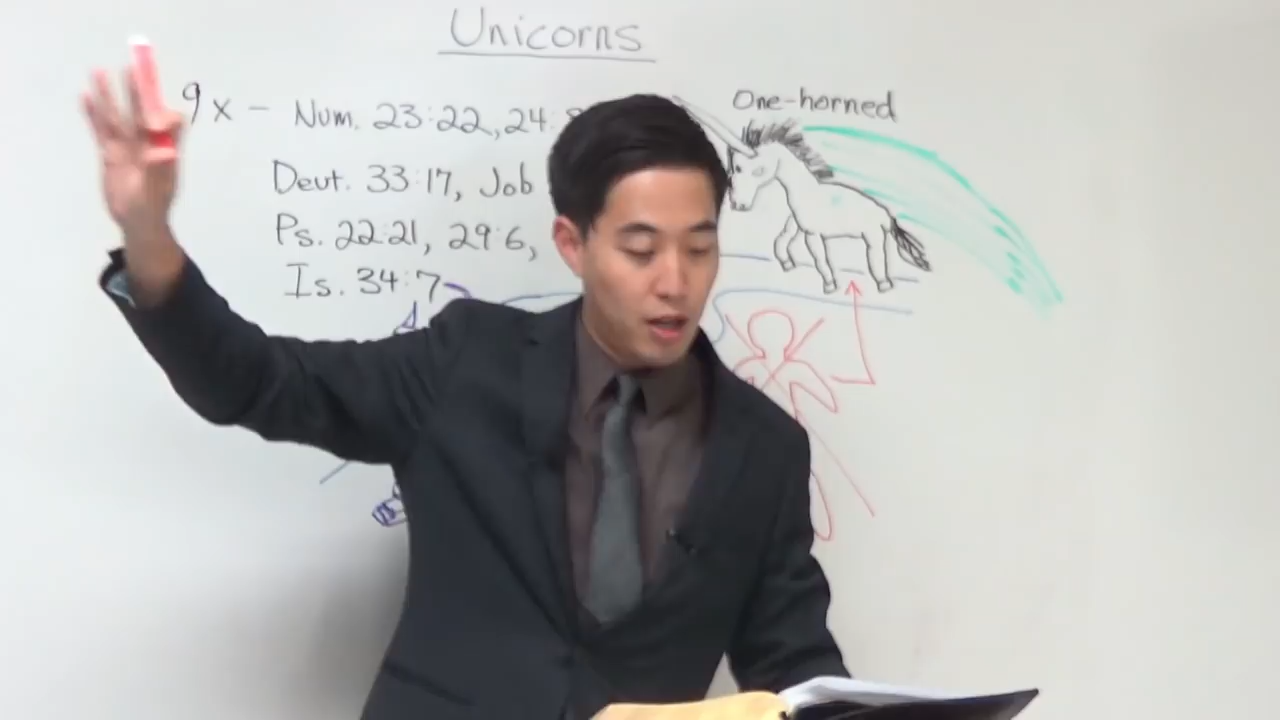 Unicorns
9x - Num. 23:22, 24:
One-horned
Deut. 33:17, Job
Ps. 22:21, 29:6,
Is. 34:7